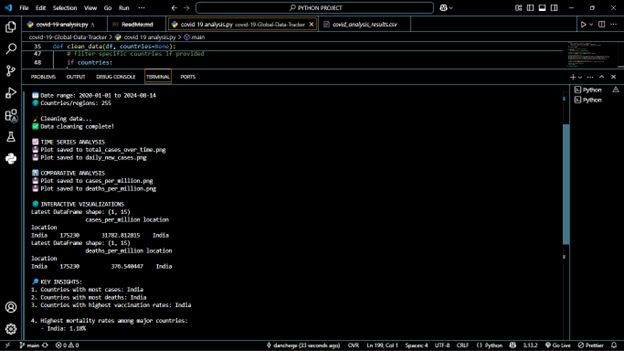 File Edit Selection View Go Run ... PYTHON PROJECT
covid-19 analysis.py ReadMe.md covid 19 analysis.py covid_analysis_results.csv
covid-19-Global-Data-Tracker > covid 19 analysis.py > main
35 def clean_data(df, countries=None):
47 # Filter specific countries if provided
48 if countries:
PROBLEMS OUTPUT DEBUG CONSOLE TERMINAL PORTS
Python
Python
Date range: 2020-01-01 to 2024-08-14
Countries/regions: 255
Cleaning data...
Data cleaning complete!
TIME SERIES ANALYSIS
Plot saved to total_cases_over_time.png
Plot saved to daily_new_cases.png
COMPARATIVE ANALYSIS
Plot saved to cases_per_million.png
Plot saved to deaths_per_million.png
INTERACTIVE VISUALIZATIONS
Latest DataFrame shape: (1, 15)
cases_per_million location
location
India 175230 31782.812815 India
Latest DataFrame shape: (1, 15)
deaths_per_million location
location
India 175230 376.540447 India
KEY INSIGHTS:
1. Countries with most cases: India
2. Countries with most deaths: India
3. Countries with highest vaccination rates: India
4. Highest mortality rates among major countries:
- India: 1.18%
main 0 0 danchege (33 seconds ago) OVR Ln 199, Col 1 Spaces: 4 UTF-8 CRLF {} Python 3.13.2 Go Live Prettier